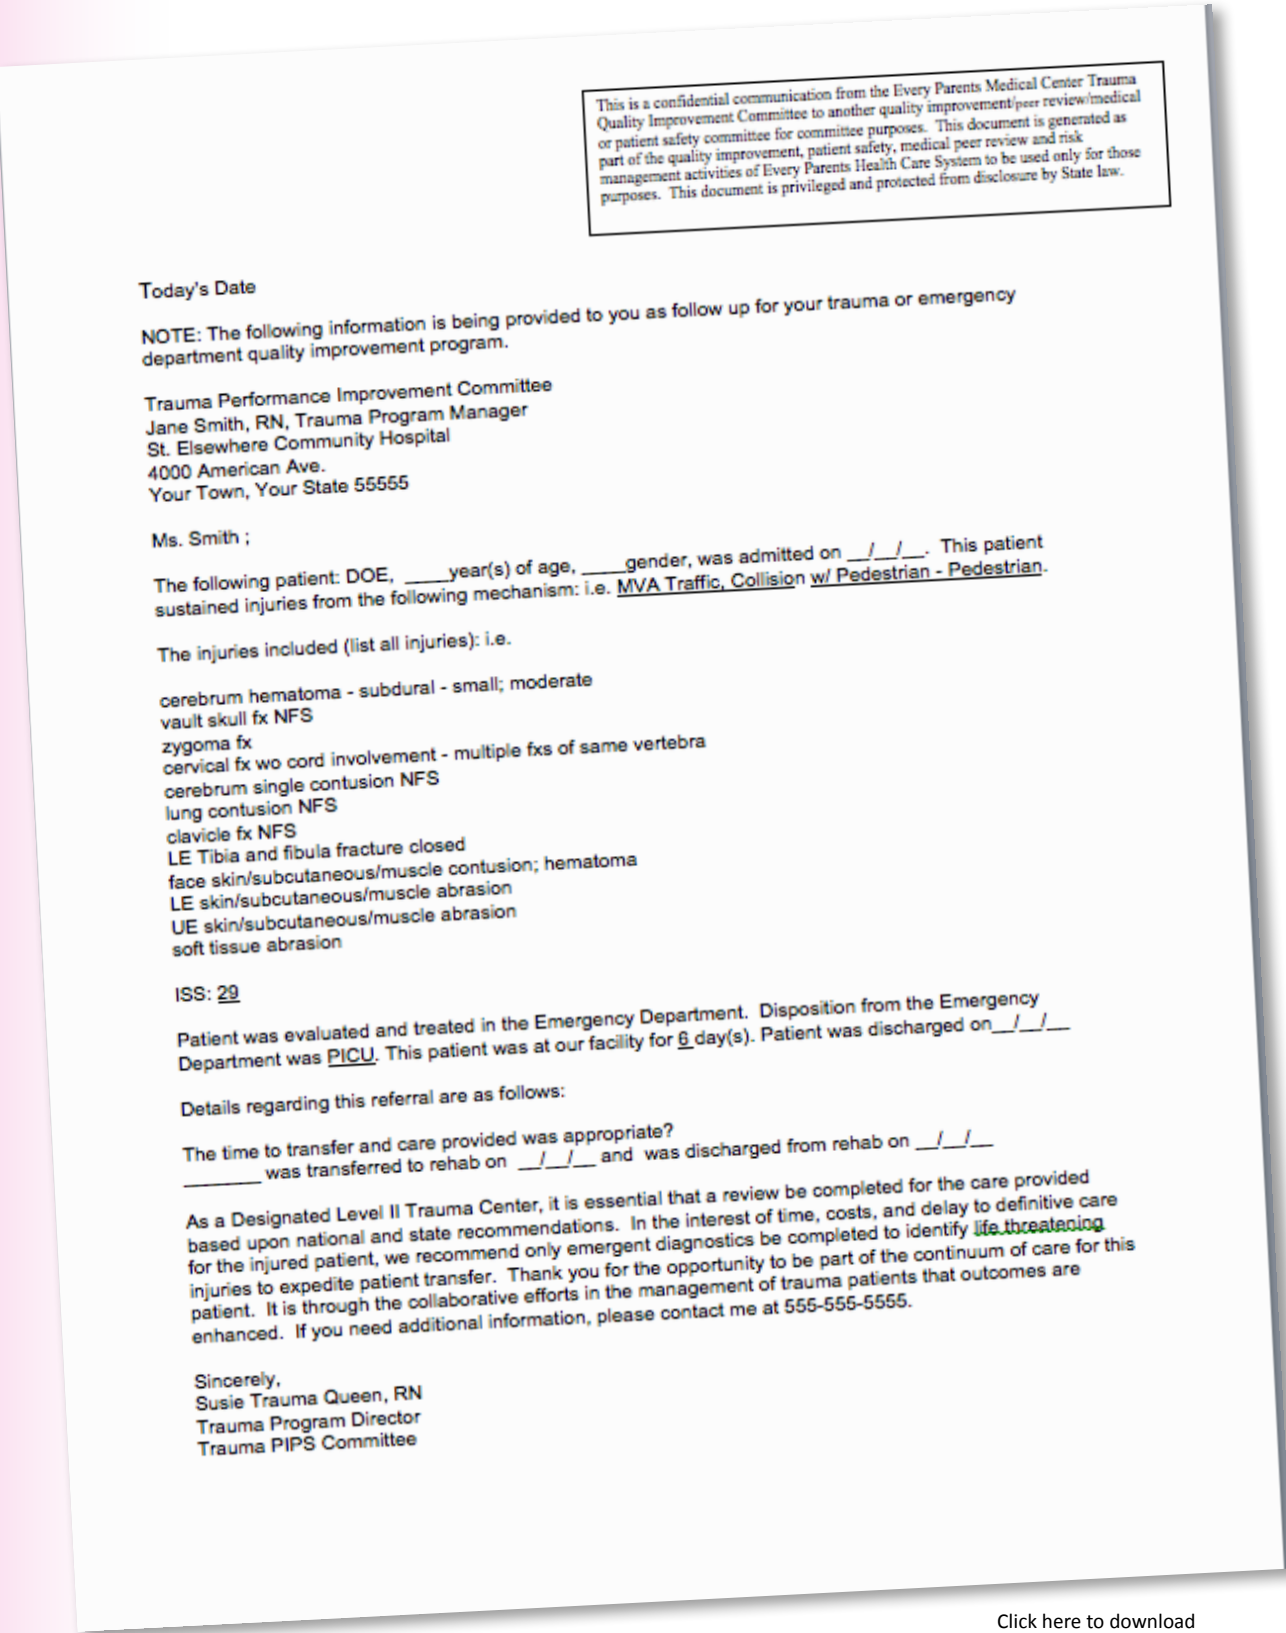 This is a confidential communication from the Every Parents Medical Center Trauma
Quality Improvement Committee to another quality improvement/peer review/medical
or patient safety committee for committee purposes.  This document is generated as
part of the quality improvement, patient safety, medical peer review and risk
management activities of Every Parents Health Care System to be used only for those
purposes.  This document is privileged and protected from disclosure by State law.
Today's Date
NOTE: The following information is being provided to you as follow up for your trauma or emergency
department quality improvement program.
Trauma Performance Improvement Committee
Jane Smith, RN, Trauma Program Manager
St. Elsewhere Community Hospital
4000 American Ave.
Your Town, Your State 55555
Ms. Smith ;
The following patient: DOE, _____year(s) of age, _____gender, was admitted on __/__/__.  This patient
sustained injuries from the following mechanism: i.e. MVA Traffic, Collision w/ Pedestrian - Pedestrian.
The injuries included (list all injuries): i.e.
cerebrum hematoma - subdural - small; moderate
vault skull fx NFS
zygoma fx
cervical fx wo cord involvement - multiple fxs of same vertebra
cerebrum single contusion NFS
lung contusion NFS
clavicle fx NFS
LE Tibia and fibula fracture closed
face skin/subcutaneous/muscle contusion; hematoma
LE skin/subcutaneous/muscle abrasion
UE skin/subcutaneous/muscle abrasion
soft tissue abrasion
ISS: 29
Patient was evaluated and treated in the Emergency Department.  Disposition from the Emergency
Department was PICU. This patient was at our facility for 6 day(s). Patient was discharged on__/__/__
Details regarding this referral are as follows:
The time to transfer and care provided was appropriate?
________ was transferred to rehab on  __/__/__ and  was discharged from rehab on __/__/__
As a Designated Level II Trauma Center, it is essential that a review be completed for the care provided
based upon national and state recommendations.  In the interest of time, costs, and delay to definitive care
for the injured patient, we recommend only emergent diagnostics be completed to identify life threatening
injuries to expedite patient transfer.  Thank you for the opportunity to be part of the continuum of care for this
patient.  It is through the collaborative efforts in the management of trauma patients that outcomes are
enhanced.  If you need additional information, please contact me at 555-555-5555.
Sincerely,
Susie Trauma Queen, RN
Trauma Program Director
Trauma PIPS Committee
Click here to download